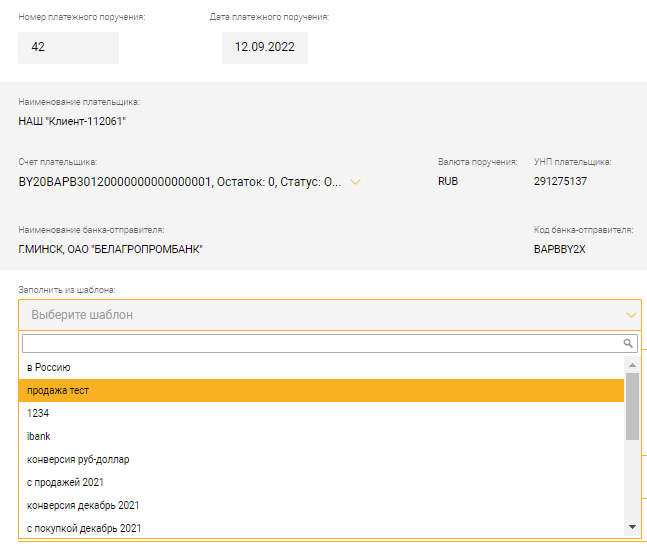 Номер платежного поручения: Дата платежного поручения:
42 12.09.2022
Наименование плательщика:
НАШ "Клиент-112061"
Счет плательщика: Валюта поручения: УНП плательщика:
BY20BAPB30120000000000000001, Остаток: 0, Статус: О... RUB 291275137
Наименование банка-отправителя: Код банка-отправителя:
Г.МИНСК, ОАО "БЕЛАГРОПРОМБАНК" BAPBBY2X
Заполнить из шаблона:
Выберите шаблон
в Россию
продажа тест
1234
ibank
конверсия руб-доллар
с продажей 2021
конверсия декабрь 2021
с покупкой декабрь 2021